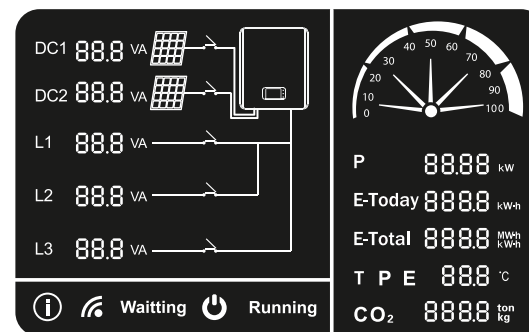 DC1 88.8 VA
DC2 88.8 VA
L1 88.8 VA
L2 88.8 VA
L3 88.8 VA
i Waitting Running
0 10 20 30 40 50 60 70 80 90 100
P 88.88 kW
E-Today 888.8 kW·h
E-Total 888.8 MW·h kW·h
T P E 88.8 °C
CO₂ 888.8 ton kg